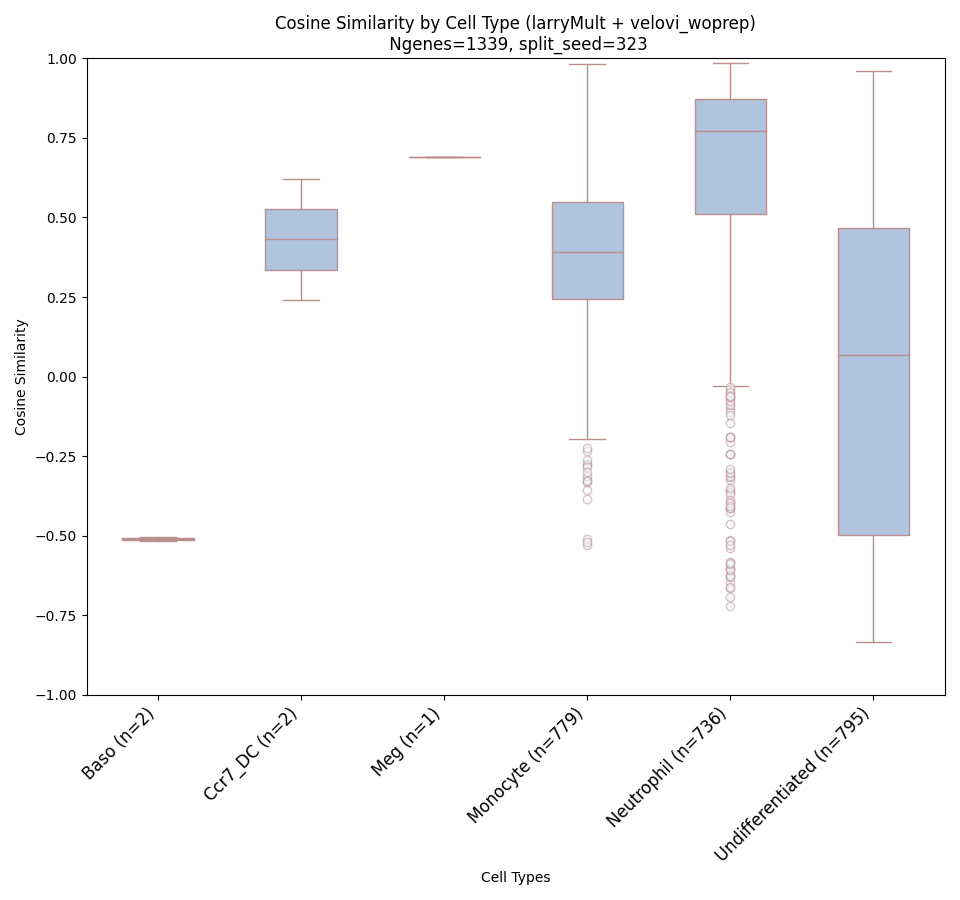 Cosine Similarity by Cell Type (larryMult + velovi_woprep)
Ngenes=1339, split_seed=323
1.00
0.75
0.50
0.25
0.00
−0.25
−0.50
−0.75
−1.00
Cosine Similarity
Baso (n=2)
Ccr7_DC (n=2)
Meg (n=1)
Monocyte (n=779)
Neutrophil (n=736)
Undifferentiated (n=795)
Cell Types